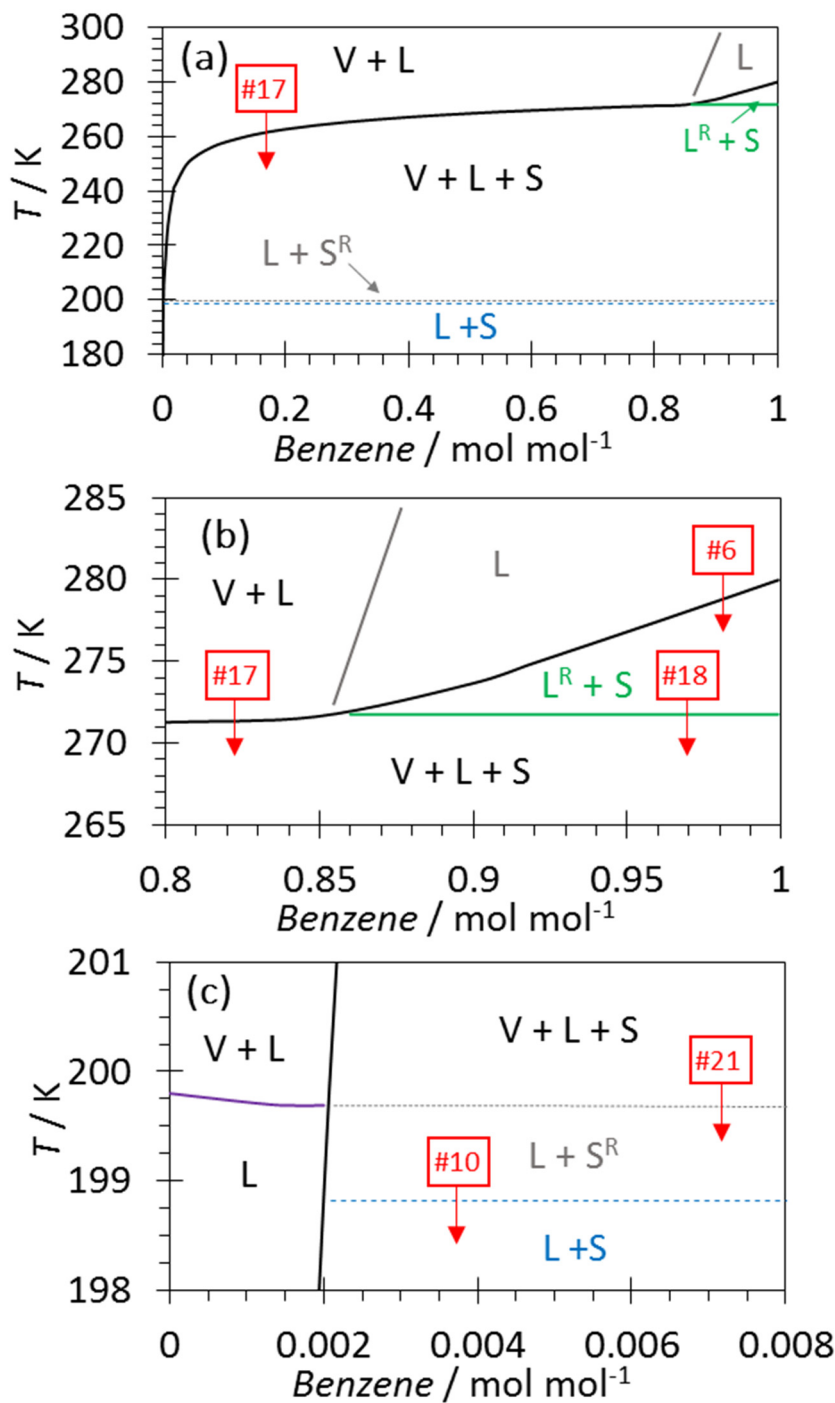 (a)
T / K
300
280
260
240
220
200
180
V + L
L
#17
L^R + S
V + L + S
L + S^R
L +S
0
0.2
0.4
0.6
0.8
1
Benzene / mol mol^-1
(b)
T / K
285
280
275
270
265
V + L
L
#6
#17
L^R + S
#18
V + L + S
0.8
0.85
0.9
0.95
1
Benzene / mol mol^-1
(c)
T / K
201
200
199
198
V + L
V + L + S
#21
L
#10
L + S^R
L +S
0
0.002
0.004
0.006
0.008
Benzene / mol mol^-1